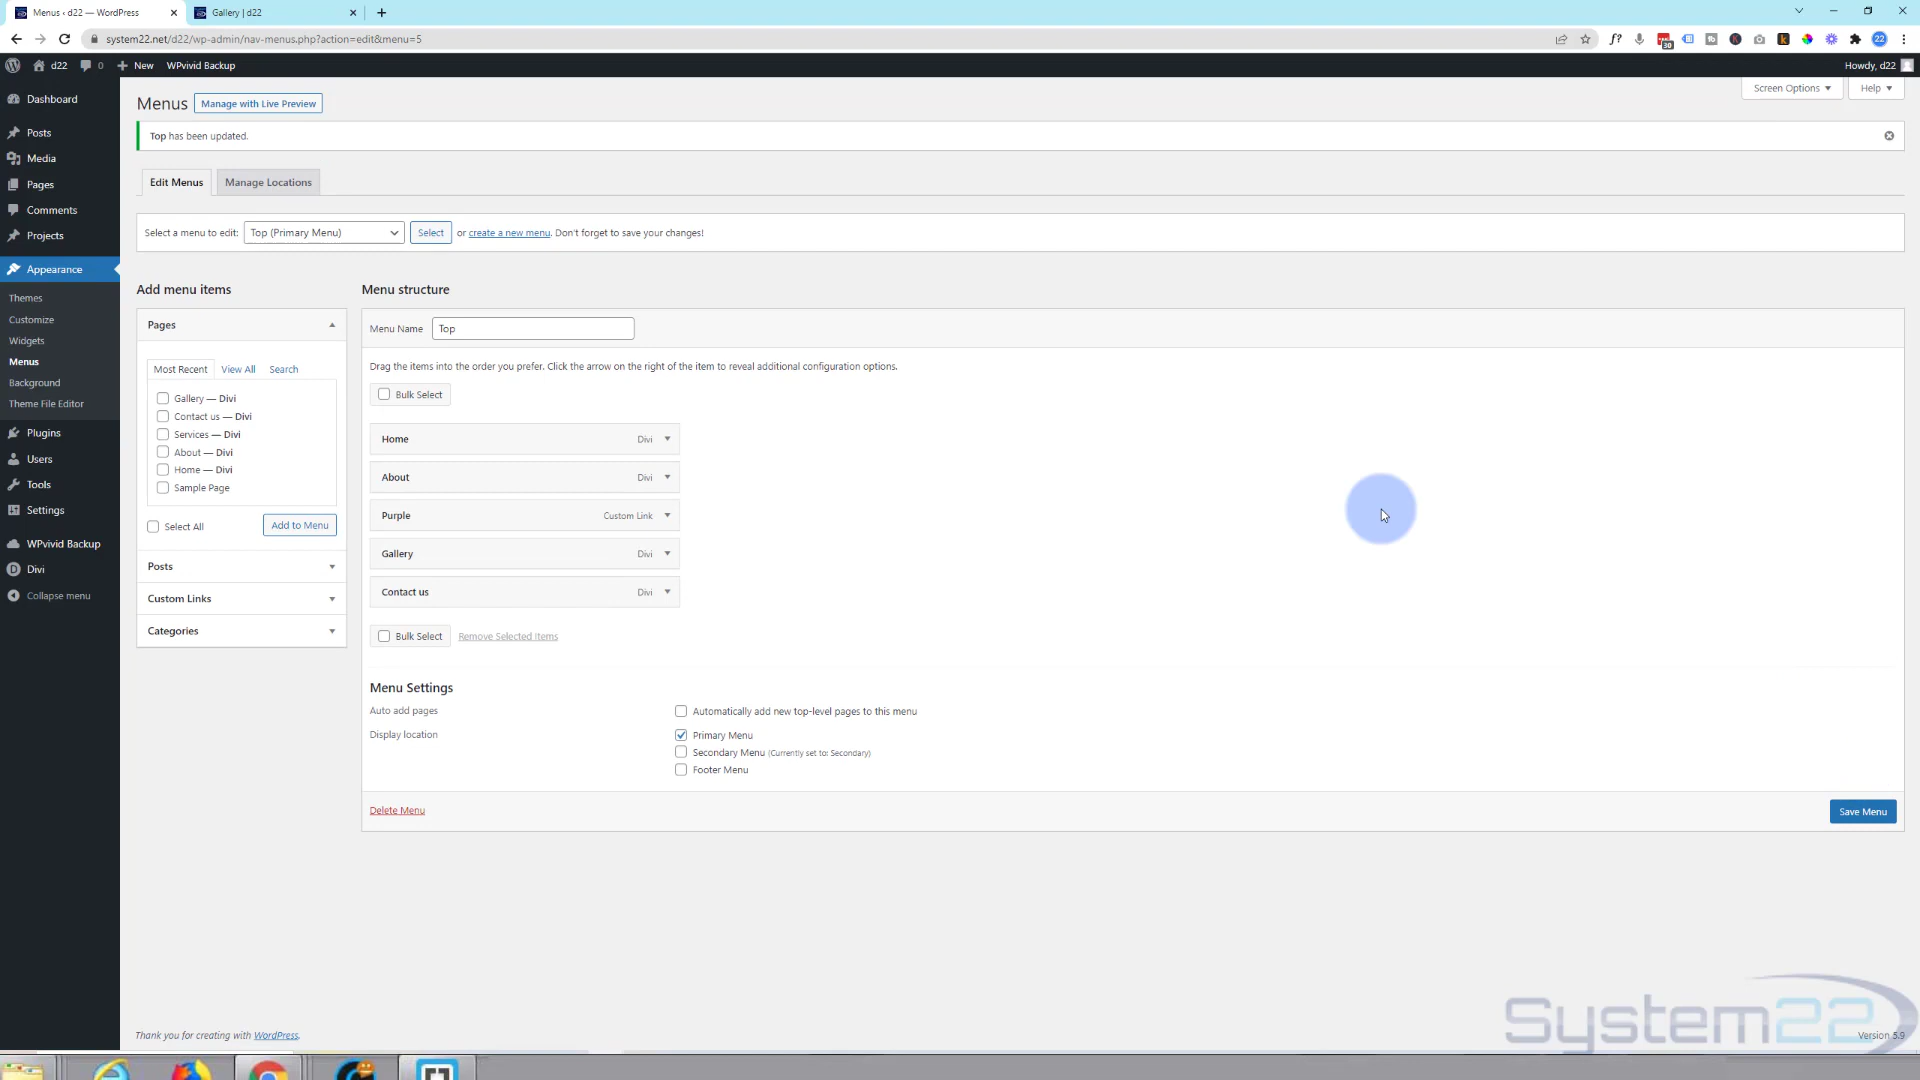 Menus ‹ d22 — WordPress
Gallery | d22
system22.net/d22/wp-admin/nav-menus.php?action=edit&menu=5
d22
0
New
WPvivid Backup
Howdy, d22
Dashboard
Posts
Media
Pages
Comments
Projects
Appearance
Themes
Customize
Widgets
Menus
Background
Theme File Editor
Plugins
Users
Tools
Settings
WPvivid Backup
Divi
Collapse menu
Menus
Manage with Live Preview
Screen Options
Help
Top has been updated.
Edit Menus
Manage Locations
Select a menu to edit: Top (Primary Menu) Select or create a new menu. Don't forget to save your changes!
Add menu items
Pages
Most Recent View All Search
Gallery — Divi
Contact us — Divi
Services — Divi
About — Divi
Home — Divi
Sample Page
Select All
Add to Menu
Posts
Custom Links
Categories
Menu structure
Menu Name Top
Drag the items into the order you prefer. Click the arrow on the right of the item to reveal additional configuration options.
Bulk Select
Home Divi
About Divi
Purple Custom Link
Gallery Divi
Contact us Divi
Bulk Select Remove Selected Items
Menu Settings
Auto add pages
Automatically add new top-level pages to this menu
Display location
Primary Menu
Secondary Menu (Currently set to: Secondary)
Footer Menu
Delete Menu
Save Menu
Thank you for creating with WordPress.
Version 5.9
System22